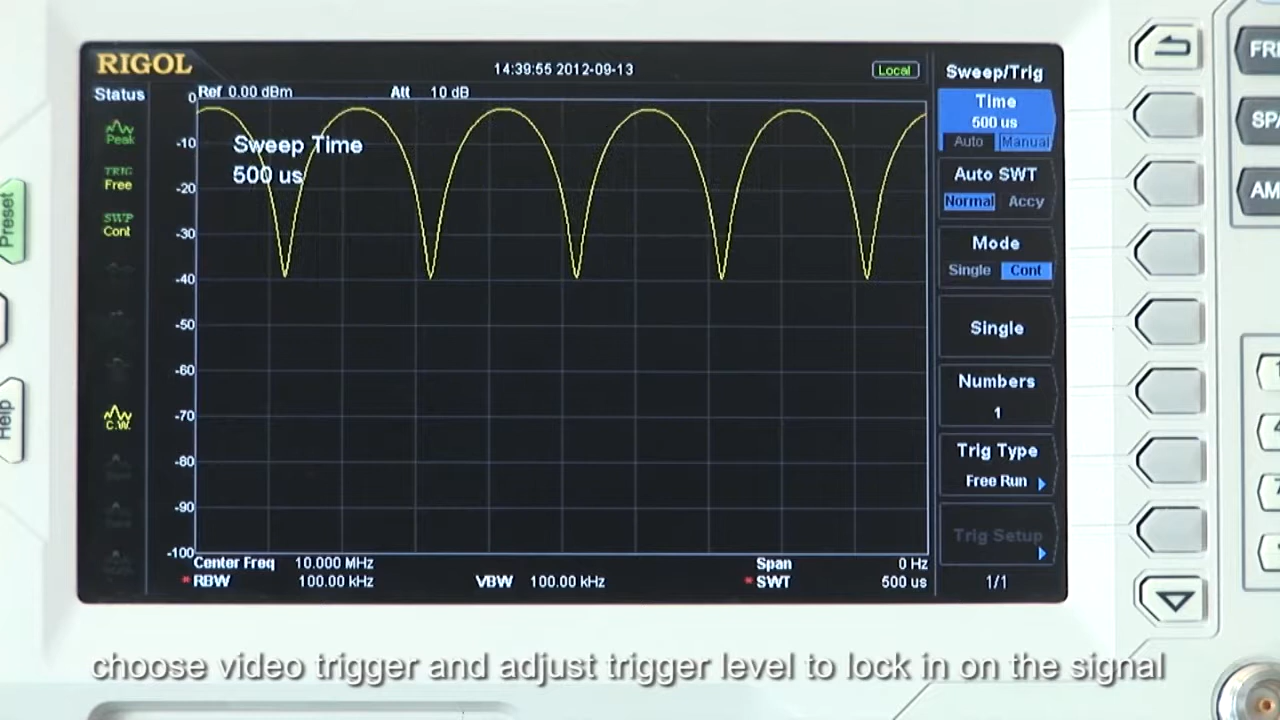 RIGOL
14:39:55 2012-09-13
Local
Sweep/Trig
Status
Ref 0.00 dBm
Att 10 dB
Time
500 us
Auto Manual
Peak
TRIG
Free
SWP
Cont
C.W.
0
-10
-20
-30
-40
-50
-60
-70
-80
-90
-100
Sweep Time
500 us
Auto SWT
Normal Accy
Mode
Single Cont
Single
Numbers
1
Trig Type
Free Run
Trig Setup
1/1
Center Freq 10.000 MHz
Span 0 Hz
*RBW 100.00 kHz
VBW 100.00 kHz
*SWT 500 us
Preset
Help
choose video trigger and adjust trigger level to lock in on the signal